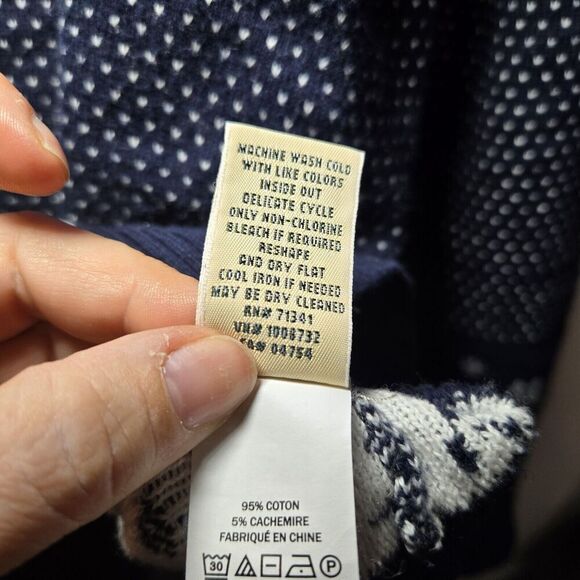 MACHINE WASH COLD
WITH LIKE COLORS
INSIDE OUT
DELICATE CYCLE
ONLY NON-CHLORINE
BLEACH IF REQUIRED
RESHAPE
AND DRY FLAT
COOL IRON IF NEEDED
MAY BE DRY CLEANED
RN# 71341
VN# 1008732
04754
95% COTON
5% CACHEMIRE
FABRIQUÉ EN CHINE
30 P